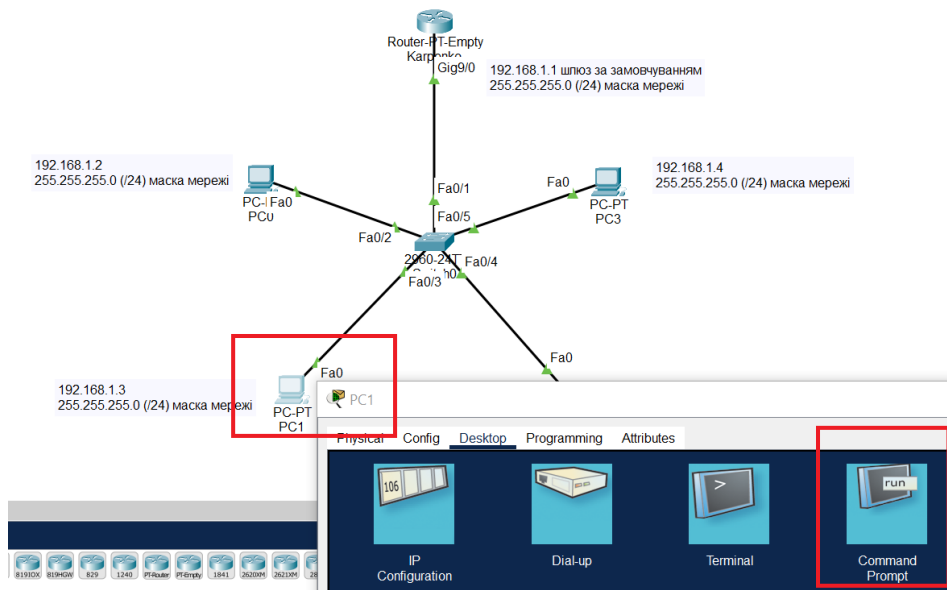 Router-PT-Empty
Karpenko
Gig9/0
192.168.1.1 шлюз за замовчуванням
255.255.255.0 (/24) маска мережі
192.168.1.2
255.255.255.0 (/24) маска мережі
Fa0
PC0
Fa0/2
Fa0/1
Fa0/5
Fa0
PC-PT
PC3
192.168.1.4
255.255.255.0 (/24) маска мережі
2960-24T
Fa0/4
Fa0/3
Fa0
Fa0
192.168.1.3
255.255.255.0 (/24) маска мережі
PC-PT
PC1
PC1
Physical Config Desktop Programming Attributes
106
>
run
IP
Configuration
Dial-up
Terminal
Command
Prompt
819IOX 819HGW 829 1240 PT-Router PT-Empty 1841 2620XM 2621XM